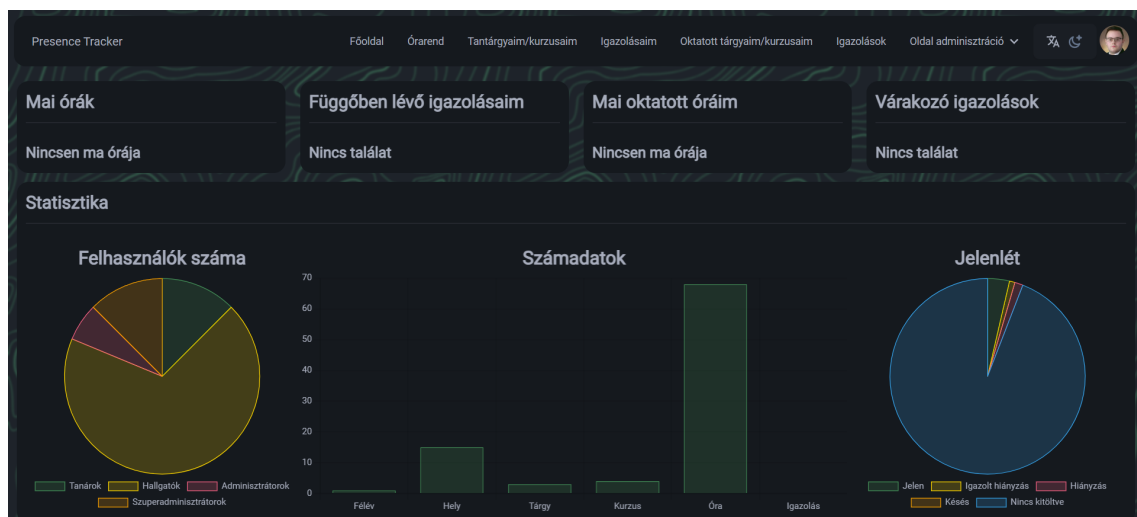 Presence Tracker
Főoldal Órarend Tantárgyaim/kurzusaim Igazolásaim Oktatott tárgyaim/kurzusaim Igazolások Oldal adminisztráció
Mai órák
Nincsen ma órája
Függőben lévő igazolásaim
Nincs találat
Mai oktatott óráim
Nincsen ma órája
Várakozó igazolások
Nincs találat
Statisztika
Felhasználók száma
Tanárok Hallgatók Adminisztrátorok
Szuperadminisztrátorok
Számadatok
70
60
50
40
30
20
10
0
Félév Hely Tárgy Kurzus Óra Igazolás
Jelenlét
Jelen Igazolt hiányzás Hiányzás
Késés Nincs kitöltve